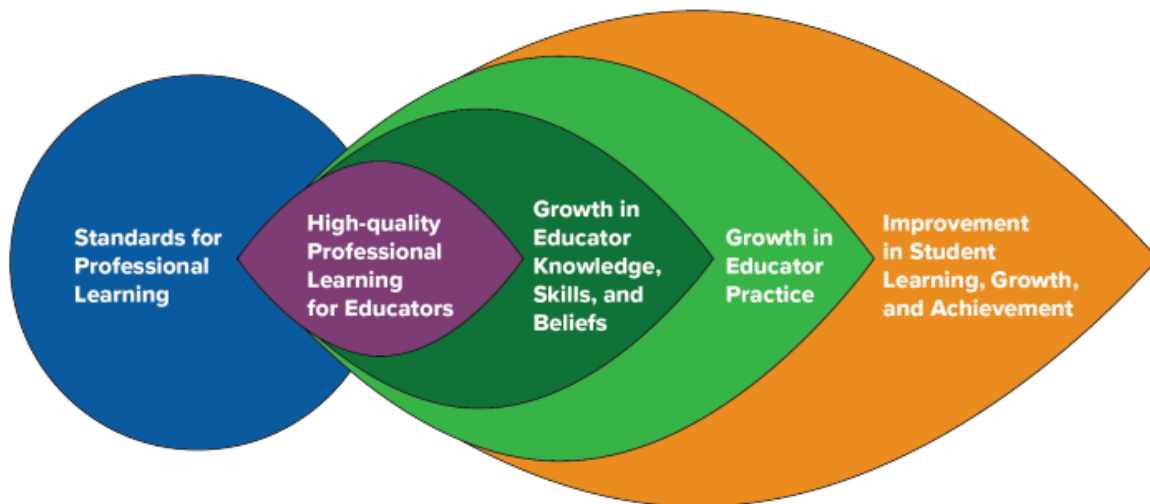 Standards for
Professional
Learning
High-quality
Professional
Learning
for Educators
Growth in
Educator
Knowledge,
Skills, and
Beliefs
Growth in
Educator
Practice
Improvement
in Student
Learning, Growth,
and Achievement